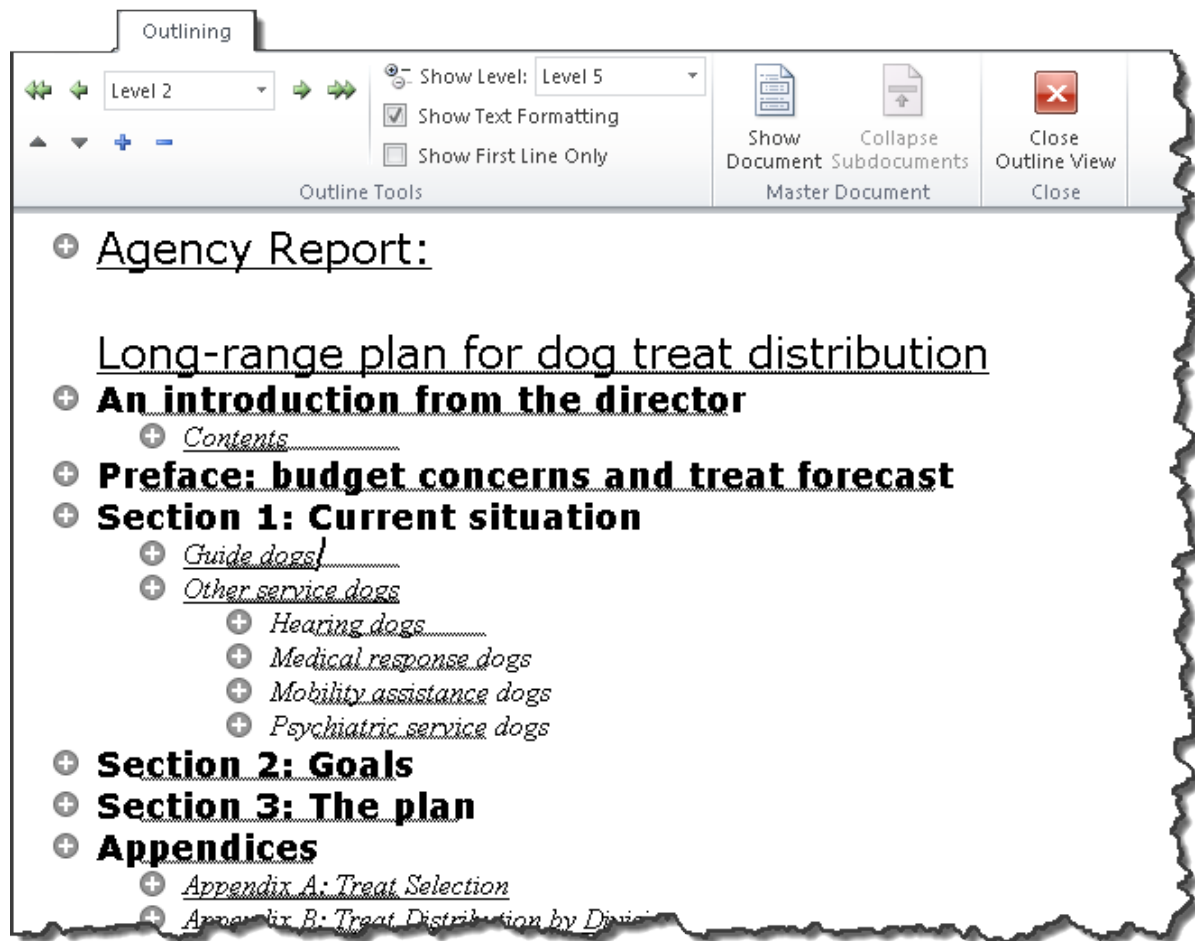 Outlining
Level 2
Show Level: Level 5
Show Text Formatting
Show First Line Only
Outline Tools
Show Document
Collapse Subdocuments
Master Document
Close Outline View
Close
Agency Report:
Long-range plan for dog treat distribution
An introduction from the director
Contents
Preface: budget concerns and treat forecast
Section 1: Current situation
Guide dogs
Other service dogs
Hearing dogs
Medical response dogs
Mobility assistance dogs
Psychiatric service dogs
Section 2: Goals
Section 3: The plan
Appendices
Appendix A: Treat Selection
Appendix B: Treat Distribution by